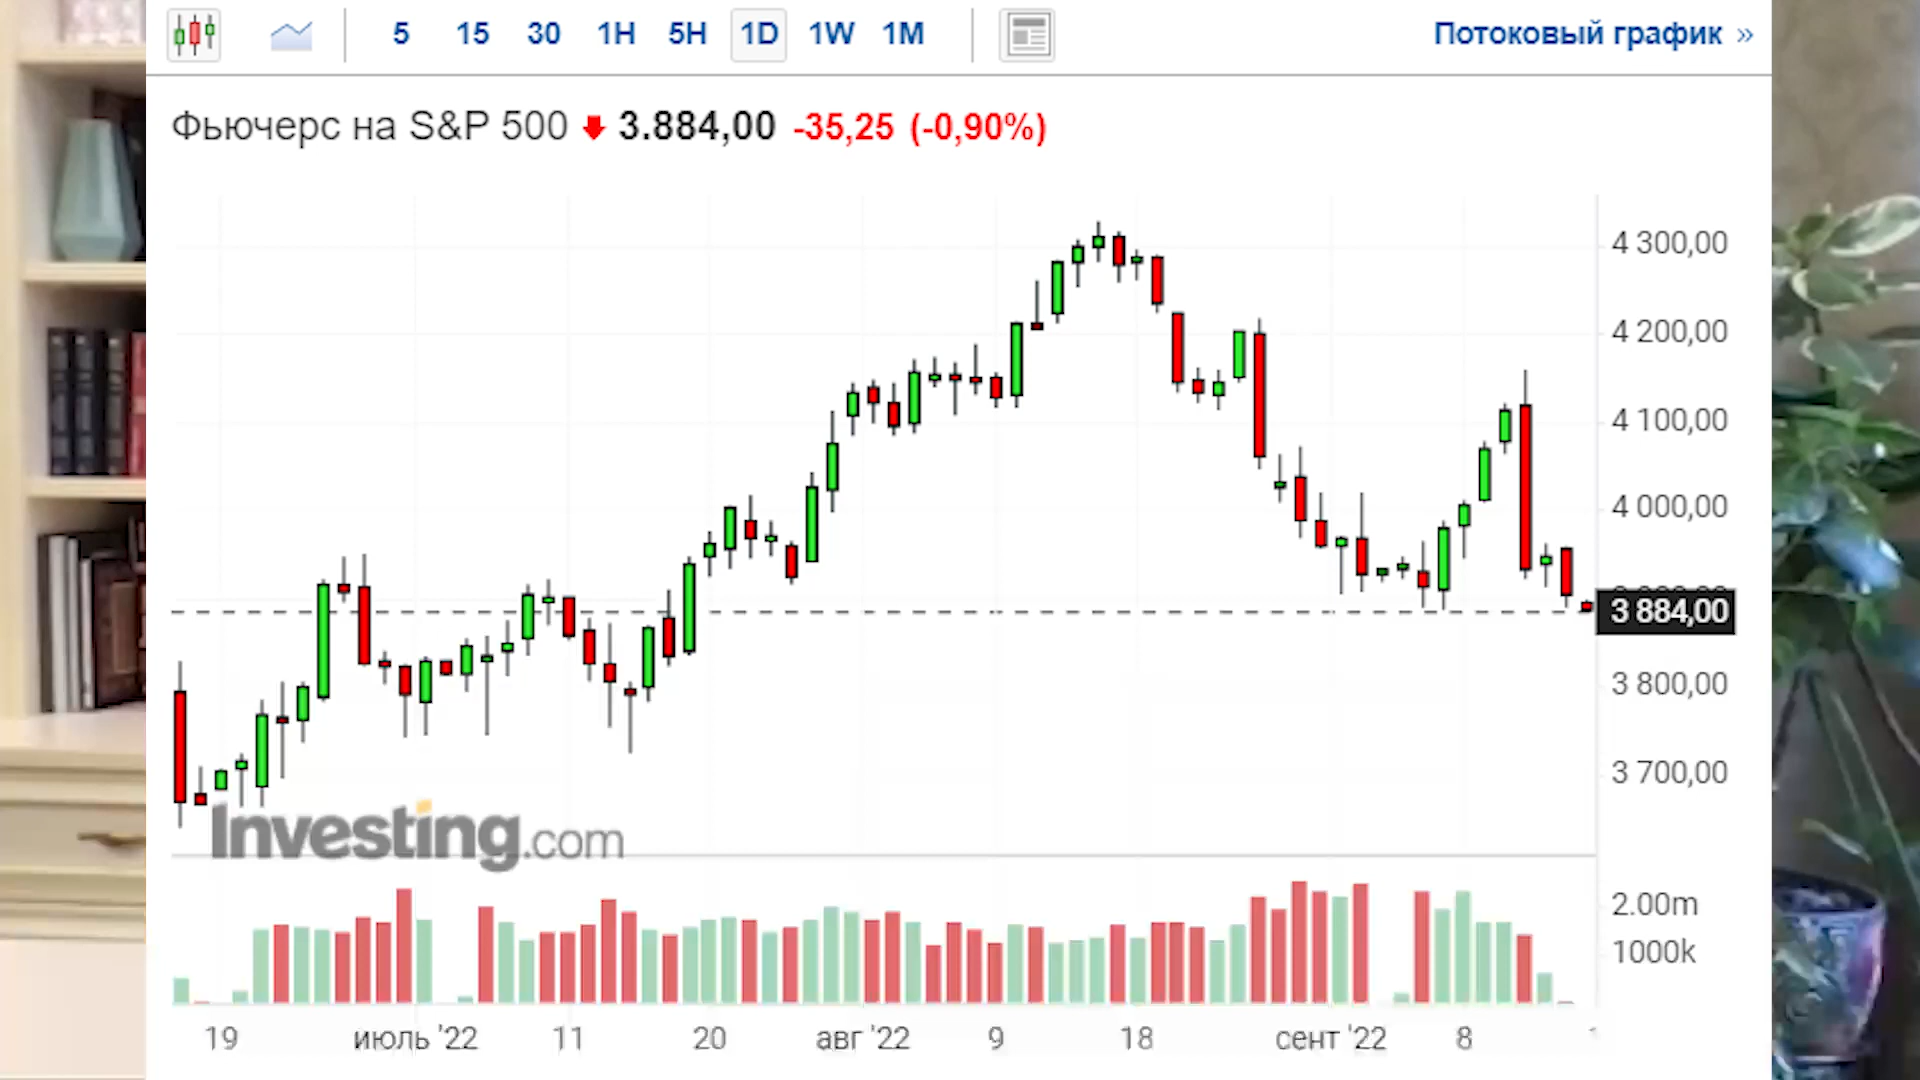 5 15 30 1H 5H 1D 1W 1M Потоковый график »
Фьючерс на S&P 500 3.884,00 -35,25 (-0,90%)
4 300,00
4 200,00
4 100,00
4 000,00
3 884,00
3 800,00
3 700,00
Investing.com
2.00m
1000k
19 июль '22 11 20 авг '22 9 18 сент '22 8